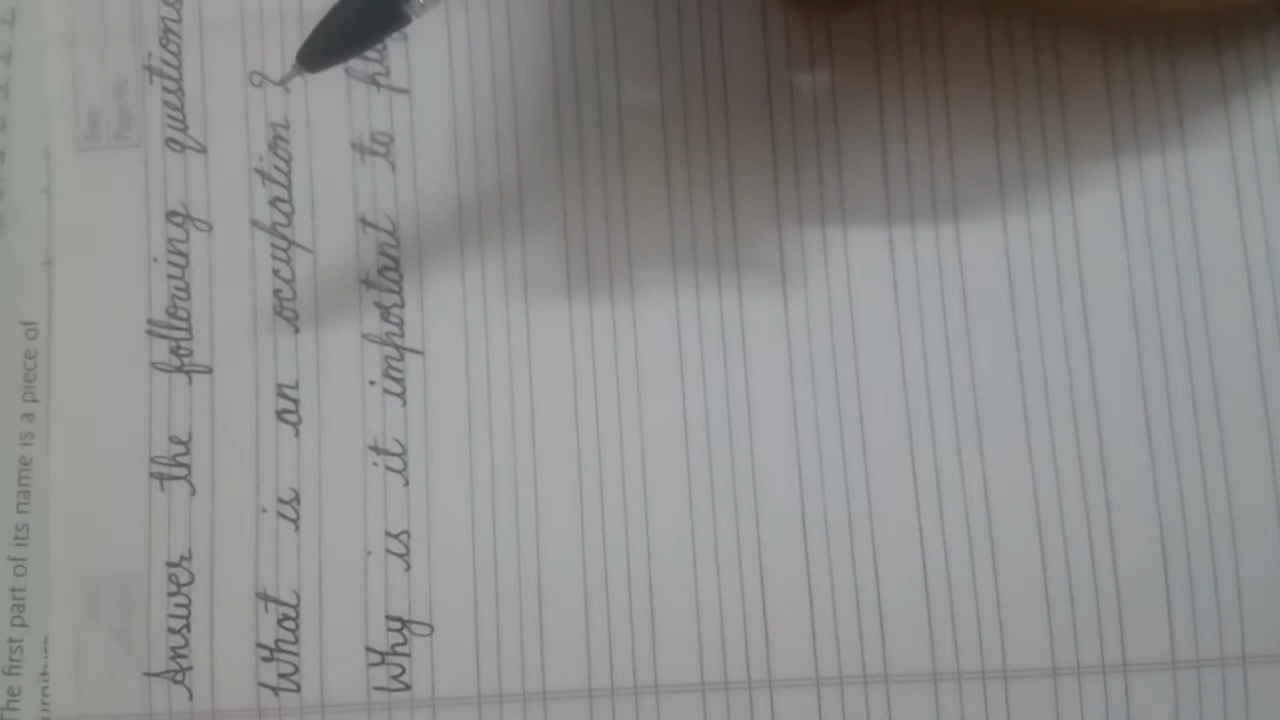 The first part of its name is a piece of
Answer the following questions
What is an occupation ?
Why is it important to